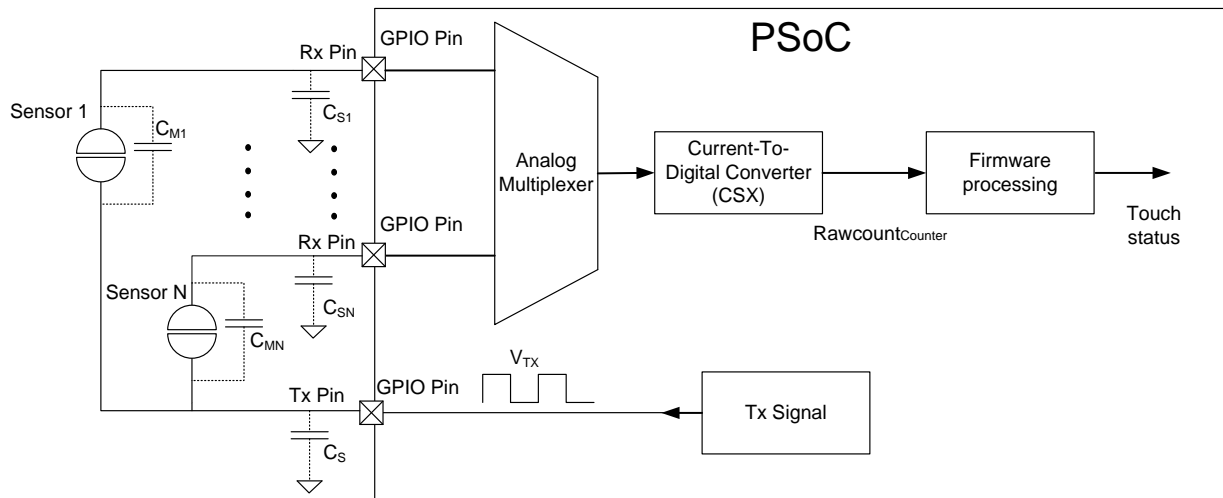 PSoC
GPIO Pin
Rx Pin
Sensor 1
CM1
CS1
Analog
Multiplexer
Current-To-
Digital Converter
(CSX)
Firmware
processing
RawcountCounter
Touch
status
GPIO Pin
Rx Pin
Sensor N
CMN
CSN
VTX
GPIO Pin
Tx Pin
Tx Signal
CS